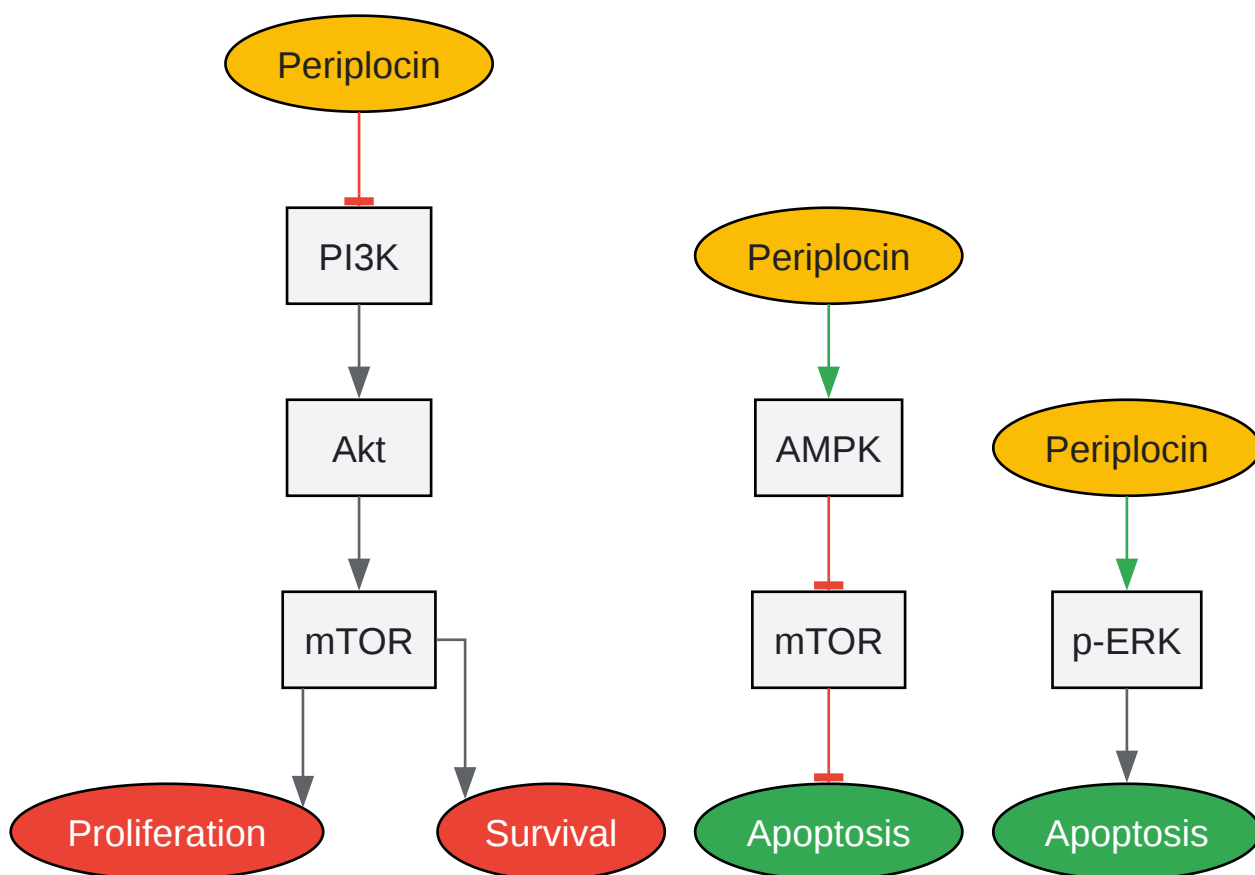 Periplocin
PI3K
Akt
mTOR
Proliferation
Survival
Periplocin
AMPK
mTOR
Apoptosis
Periplocin
p-ERK
Apoptosis